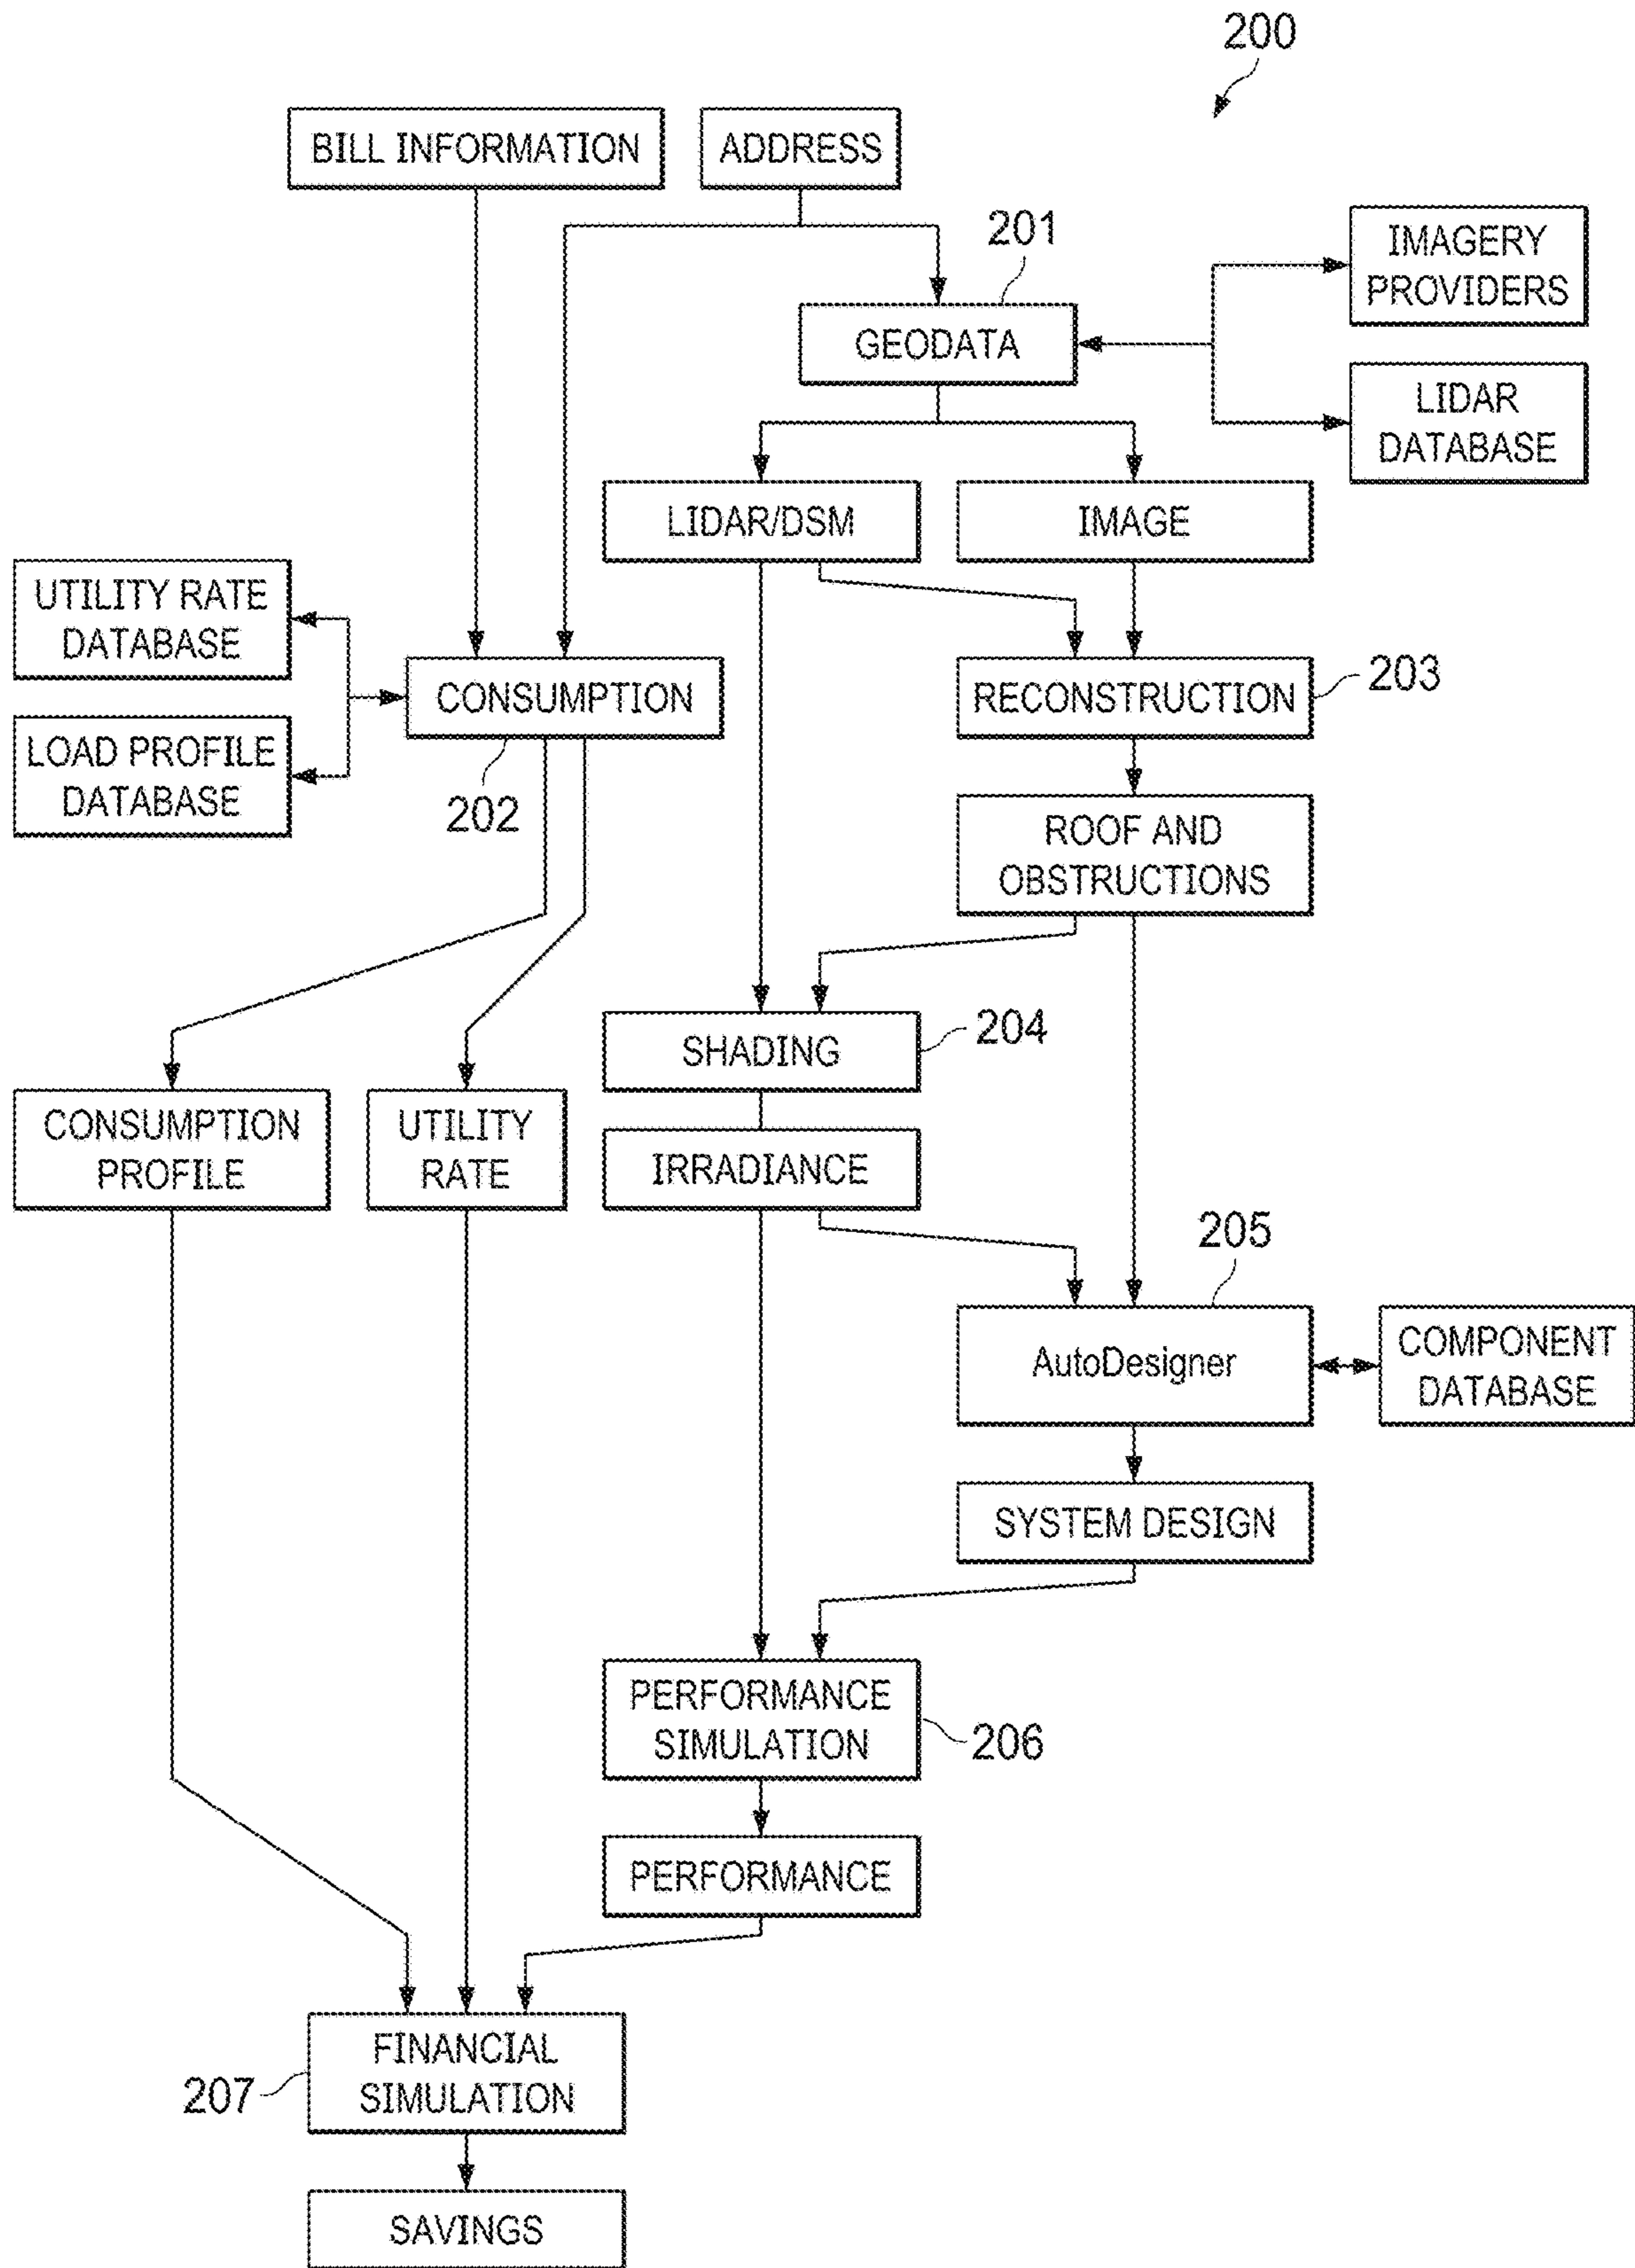 200
BILL INFORMATION
ADDRESS
201
IMAGERY
PROVIDERS
GEODATA
LIDAR
DATABASE
LIDAR/DSM
IMAGE
UTILITY RATE
DATABASE
CONSUMPTION
RECONSTRUCTION
203
LOAD PROFILE
DATABASE
202
ROOF AND
OBSTRUCTIONS
SHADING
204
CONSUMPTION
PROFILE
UTILITY
RATE
IRRADIANCE
205
AutoDesigner
COMPONENT
DATABASE
SYSTEM DESIGN
PERFORMANCE
SIMULATION
206
PERFORMANCE
FINANCIAL
SIMULATION
207
SAVINGS